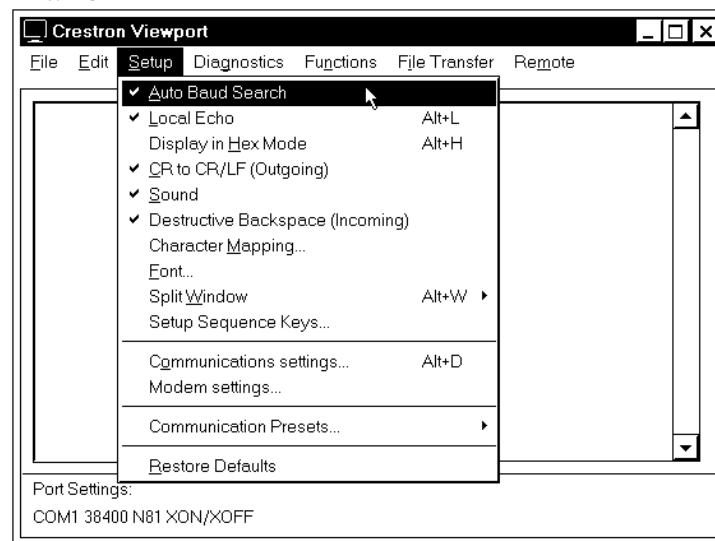 Crestron Viewport
File Edit Setup Diagnostics Functions File Transfer Remote
Auto Baud Search
Local Echo Alt+L
Display in Hex Mode Alt+H
CR to CR/LF (Outgoing)
Sound
Destructive Backspace (Incoming)
Character Mapping...
Font...
Split Window Alt+W
Setup Sequence Keys...
Communications settings... Alt+D
Modem settings...
Communication Presets...
Restore Defaults
Port Settings:
COM1 38400 N81 XON/XOFF